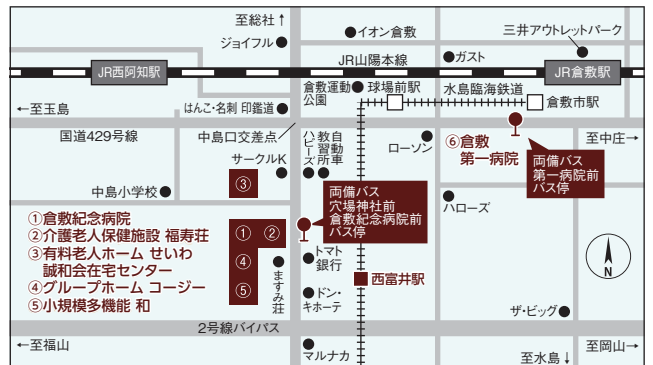 至総社↑
ジョイフル
イオン倉敷
三井アウトレットパーク
JR山陽本線
ガスト
JR西阿知駅
JR倉敷駅
倉敷運動
公園
球場前駅
水島臨海鉄道
倉敷市駅
←至玉島
はんこ・名刺 印鑑道
国道429号線
中島口交差点
ハピーズ
自動車
教習所
ローソン
⑥倉敷
第一病院
至中庄→
両備バス
第一病院前
バス停
サークルK
③
中島小学校
両備バス
穴場神社前
倉敷紀念病院前
バス停
ハローズ
①倉敷紀念病院
②介護老人保健施設 福寿荘
③有料老人ホーム せいわ
誠和会在宅センター
④グループホーム コージー
⑤小規模多機能 和
① ②
④
⑤
ますみ荘
トマト
銀行
西富井駅
ドン・
キホーテ
N
ザ・ビッグ
2号線バイパス
←至福山
マルナカ
至水島↓
至岡山→